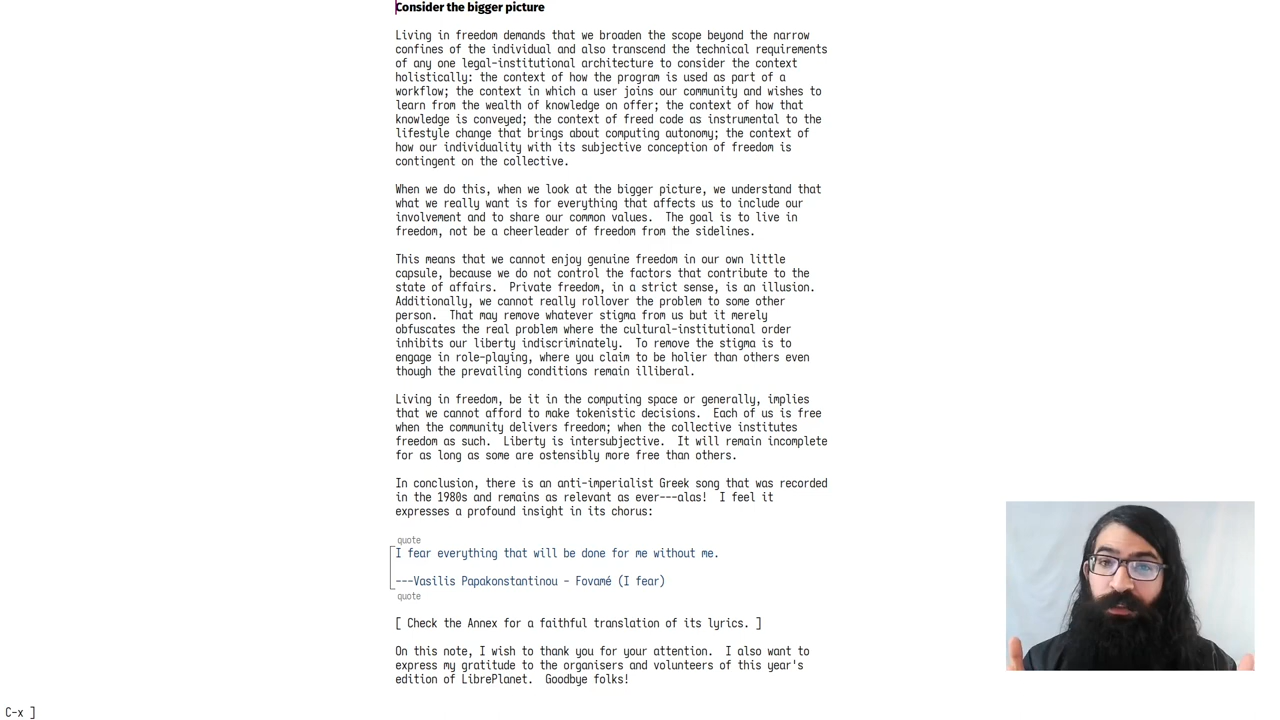 Consider the bigger picture
Living in freedom demands that we broaden the scope beyond the narrow
confines of the individual and also transcend the technical requirements
of any one legal-institutional architecture to consider the context
holistically: the context of how the program is used as part of a
workflow; the context in which a user joins our community and wishes to
learn from the wealth of knowledge on offer; the context of how that
knowledge is conveyed; the context of freed code as instrumental to the
lifestyle change that brings about computing autonomy; the context of
how our individuality with its subjective conception of freedom is
contingent on the collective.
When we do this, when we look at the bigger picture, we understand that
what we really want is for everything that affects us to include our
involvement and to share our common values.  The goal is to live in
freedom, not be a cheerleader of freedom from the sidelines.
This means that we cannot enjoy genuine freedom in our own little
capsule, because we do not control the factors that contribute to the
state of affairs.  Private freedom, in a strict sense, is an illusion.
Additionally, we cannot really rollover the problem to some other
person.  That may remove whatever stigma from us but it merely
obfuscates the real problem where the cultural-institutional order
inhibits our liberty indiscriminately.  To remove the stigma is to
engage in role-playing, where you claim to be holier than others even
though the prevailing conditions remain illiberal.
Living in freedom, be it in the computing space or generally, implies
that we cannot afford to make tokenistic decisions.  Each of us is free
when the community delivers freedom; when the collective institutes
freedom as such.  Liberty is intersubjective.  It will remain incomplete
for as long as some are ostensibly more free than others.
In conclusion, there is an anti-imperialist Greek song that was recorded
in the 1980s and remains as relevant as ever---alas!  I feel it
expresses a profound insight in its chorus:
quote
I fear everything that will be done for me without me.
---Vasilis Papakonstantinou - Fovamé (I fear)
quote
[ Check the Annex for a faithful translation of its lyrics. ]
On this note, I wish to thank you for your attention.  I also want to
express my gratitude to the organisers and volunteers of this year's
edition of LibrePlanet.  Goodbye folks!
C-x ]